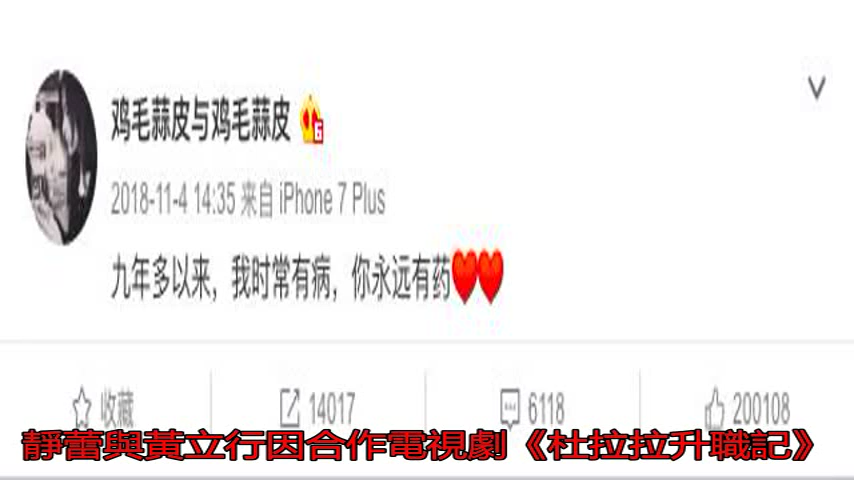 鸡毛蒜皮与鸡毛蒜皮 6
2018-11-4 14:35 来自 iPhone 7 Plus
九年多以来，我时常有病，你永远有药❤❤
收藏 14017 6118 200108
靜蕾與黃立行因合作電視劇《杜拉拉升職記》